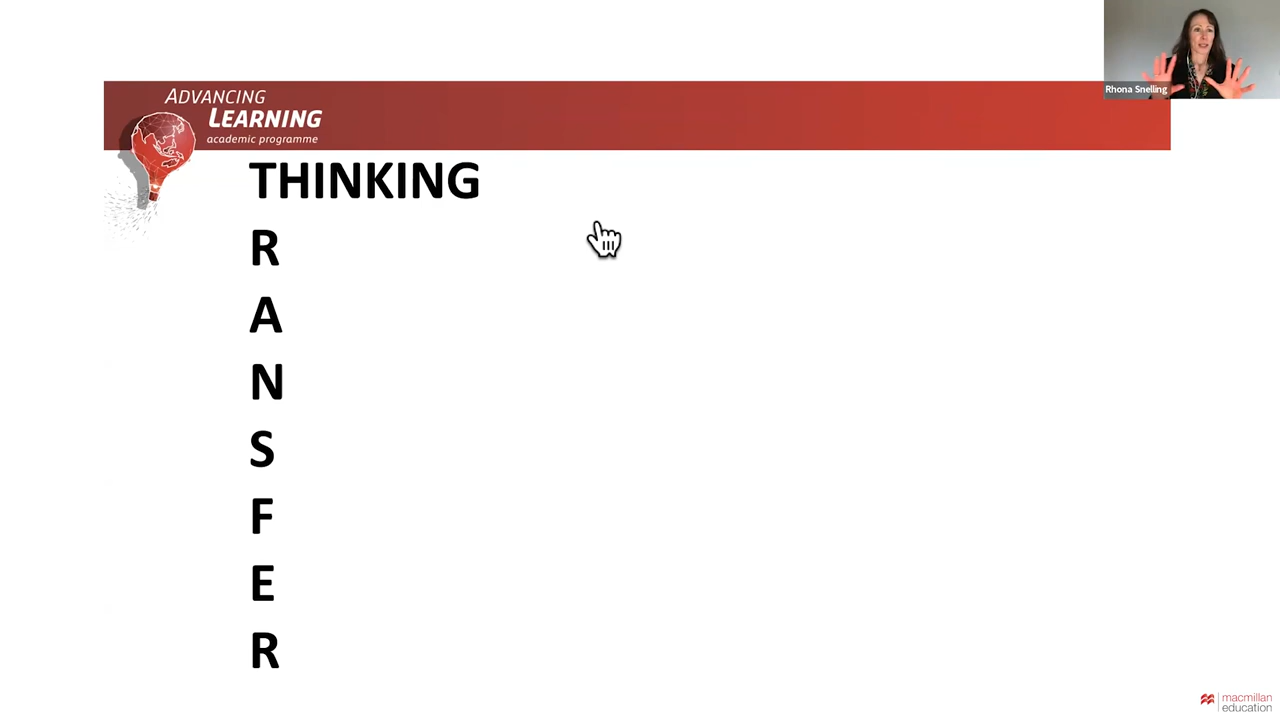 ADVANCING
LEARNING
academic programme
Rhona Snelling
THINKING
R
A
N
S
F
E
R
macmillan
education